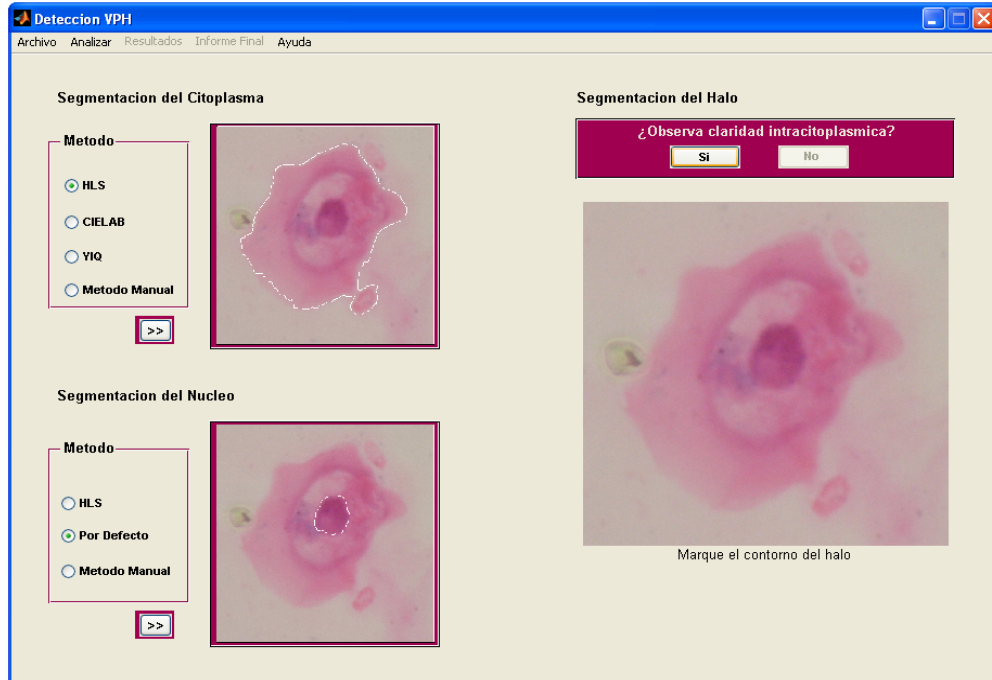 Deteccion VPH
Archivo Analizar Resultados Informe Final Ayuda
Segmentacion del Citoplasma
Metodo
HLS
CIELAB
YIQ
Metodo Manual
>>
Segmentacion del Nucleo
Metodo
HLS
Por Defecto
Metodo Manual
>>
Segmentacion del Halo
¿Observa claridad intracitoplasmica?
Si No
Marque el contorno del halo